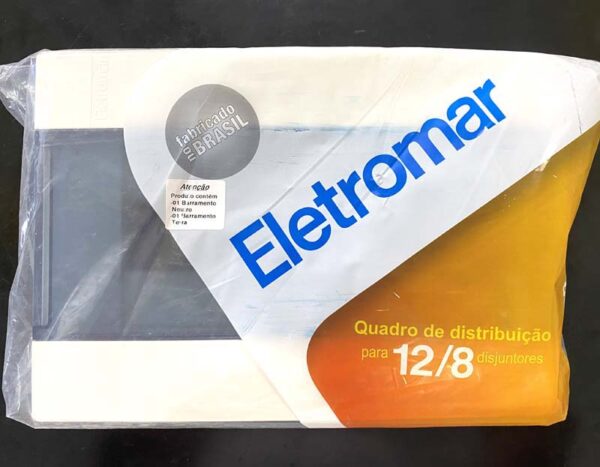 fabricado
no BRASIL
Eletromar
Atenção
Produto contém
-01 Barramento
Neutro
-01 Barramento
Terra
Quadro de distribuição
para 12/8 disjuntores